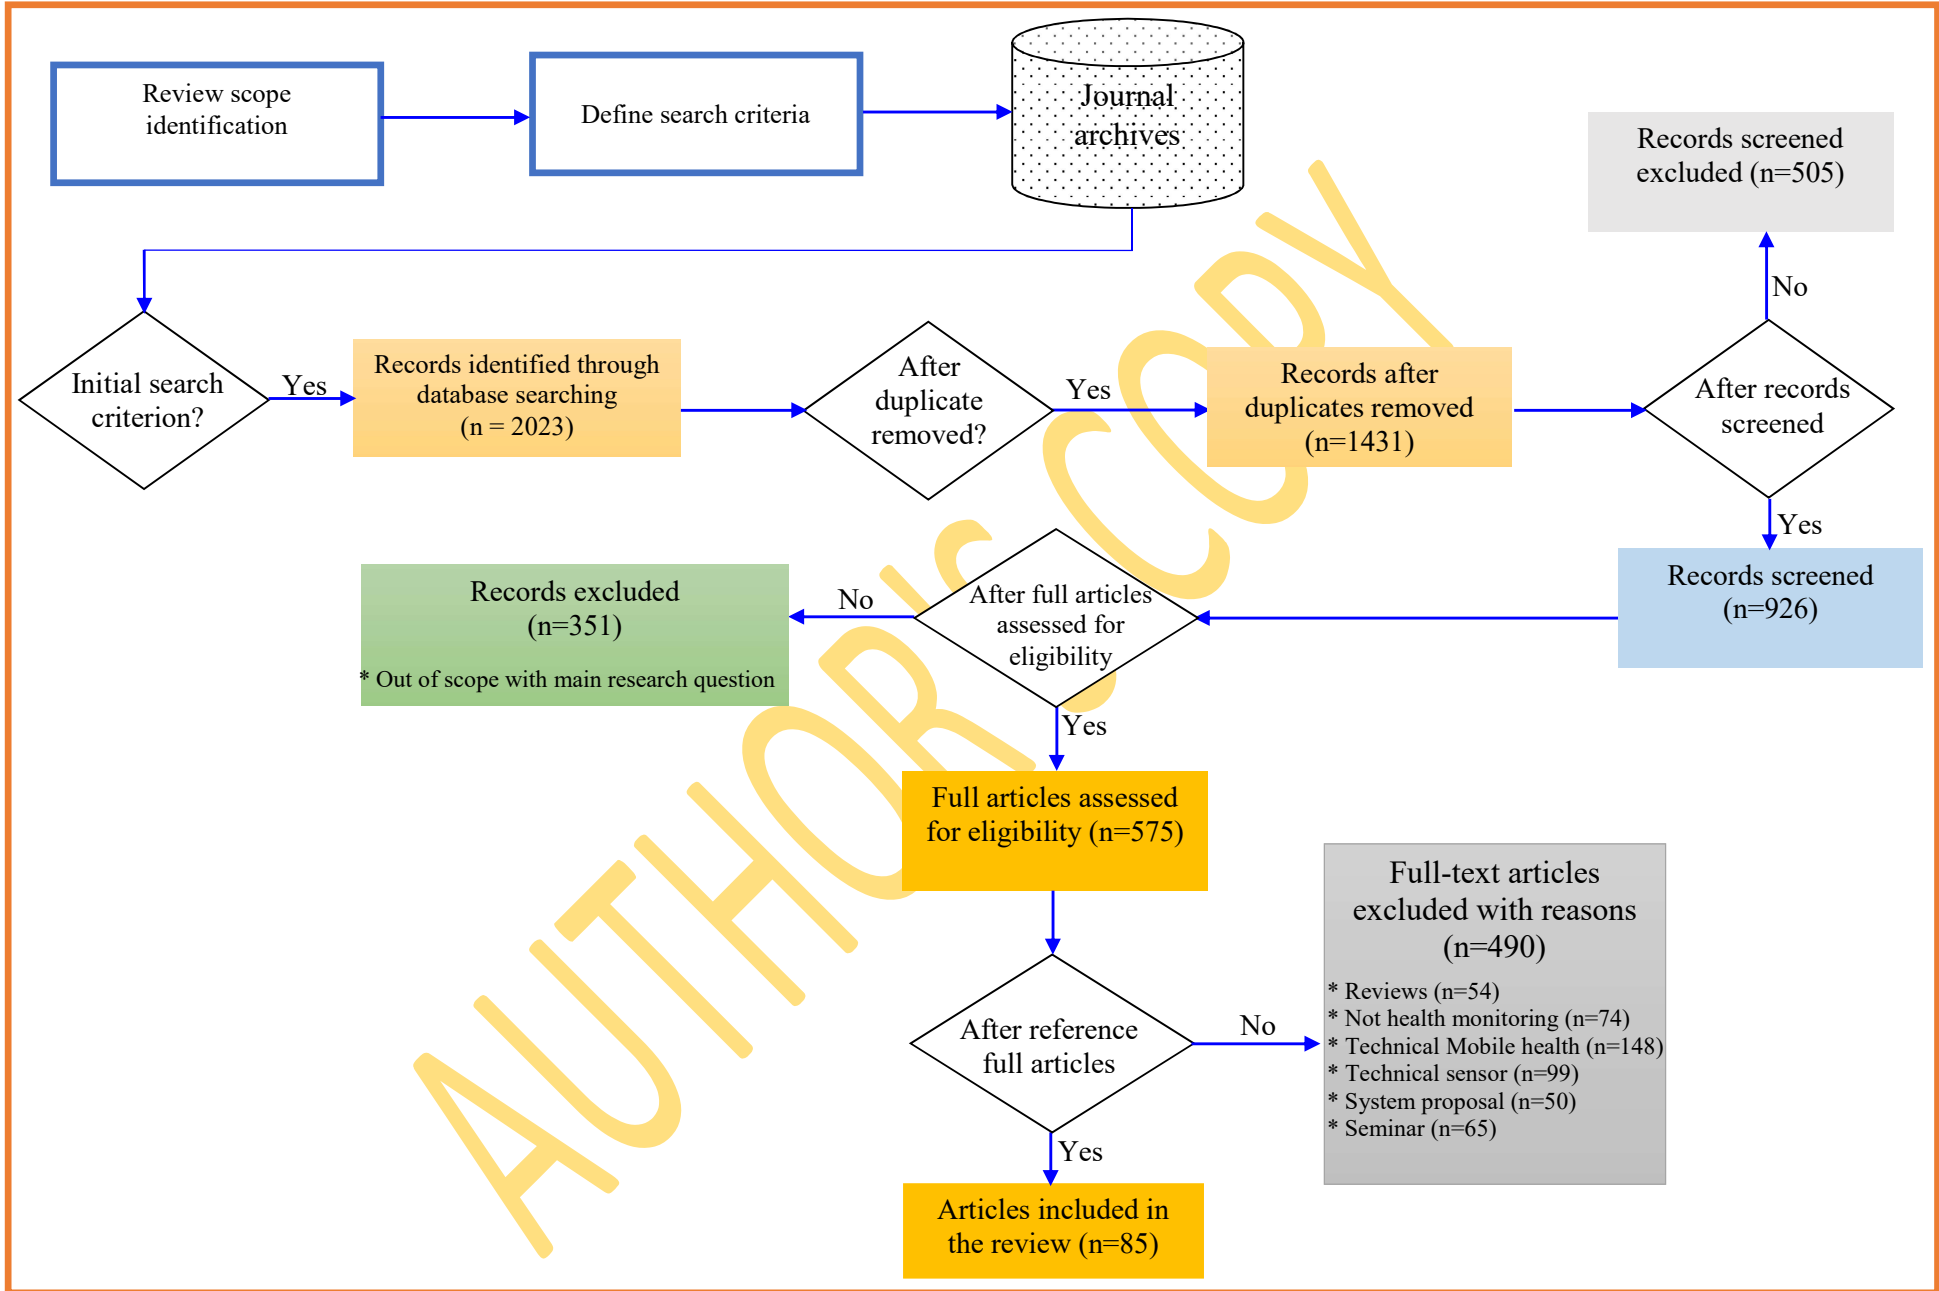 Review scope
identification
Define search criteria
Journal
archives
Records screened
excluded (n=505)
No
Initial search
criterion?
Yes
Records identified through
database searching
(n = 2023)
After
duplicate
removed?
Yes
Records after
duplicates removed
(n=1431)
After records
screened
Yes
Records screened
(n=926)
After full articles
assessed for
eligibility
No
Records excluded
(n=351)
* Out of scope with main research question
Yes
Full articles assessed
for eligibility (n=575)
After reference
full articles
No
Full-text articles
excluded with reasons
(n=490)
* Reviews (n=54)
* Not health monitoring (n=74)
* Technical Mobile health (n=148)
* Technical sensor (n=99)
* System proposal (n=50)
* Seminar (n=65)
Yes
Articles included in
the review (n=85)
AUTHOR'S COPY